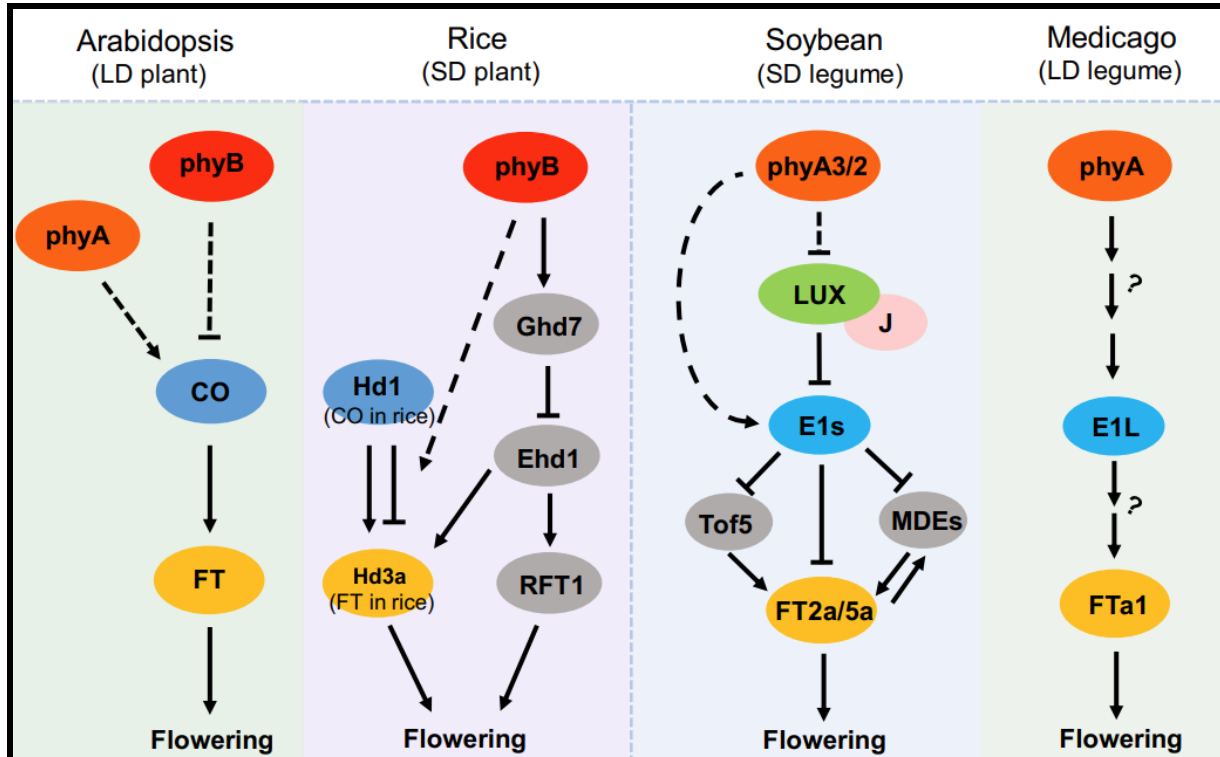 Arabidopsis
(LD plant)
phyB
phyA
CO
FT
Flowering
Rice
(SD plant)
phyB
Ghd7
Hd1
(CO in rice)
Ehd1
Hd3a
(FT in rice)
RFT1
Flowering
Soybean
(SD legume)
phyA3/2
LUX
J
E1s
Tof5
MDEs
FT2a/5a
Flowering
Medicago
(LD legume)
phyA
?
E1L
?
FTa1
Flowering